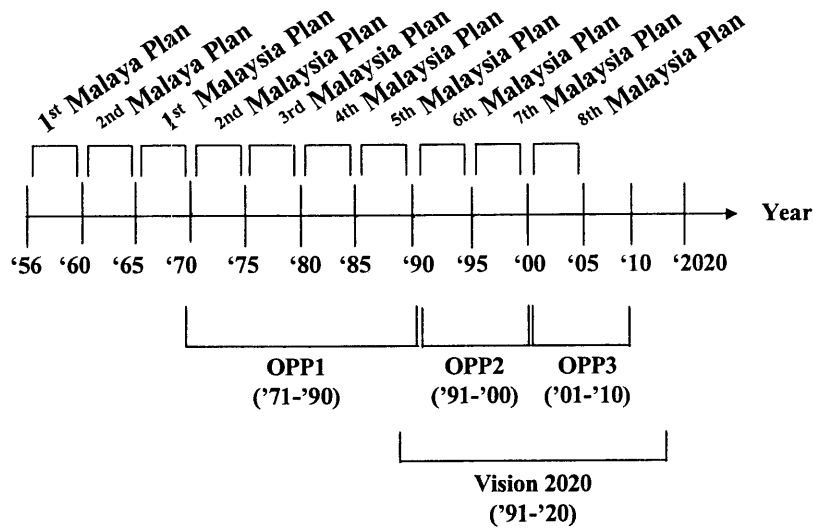 1st Malaya Plan
2nd Malaya Plan
1st Malaysia Plan
2nd Malaysia Plan
3rd Malaysia Plan
4th Malaysia Plan
5th Malaysia Plan
6th Malaysia Plan
7th Malaysia Plan
8th Malaysia Plan
Year
‘56 ‘60 ‘65 ‘70 ‘75 ‘80 ‘85 ‘90 ‘95 ‘00 ‘05 ‘10 ‘2020
OPP1 OPP2 OPP3
(’71-’90) (’91-’00) (’01-’10)
Vision 2020
(’91-’20)